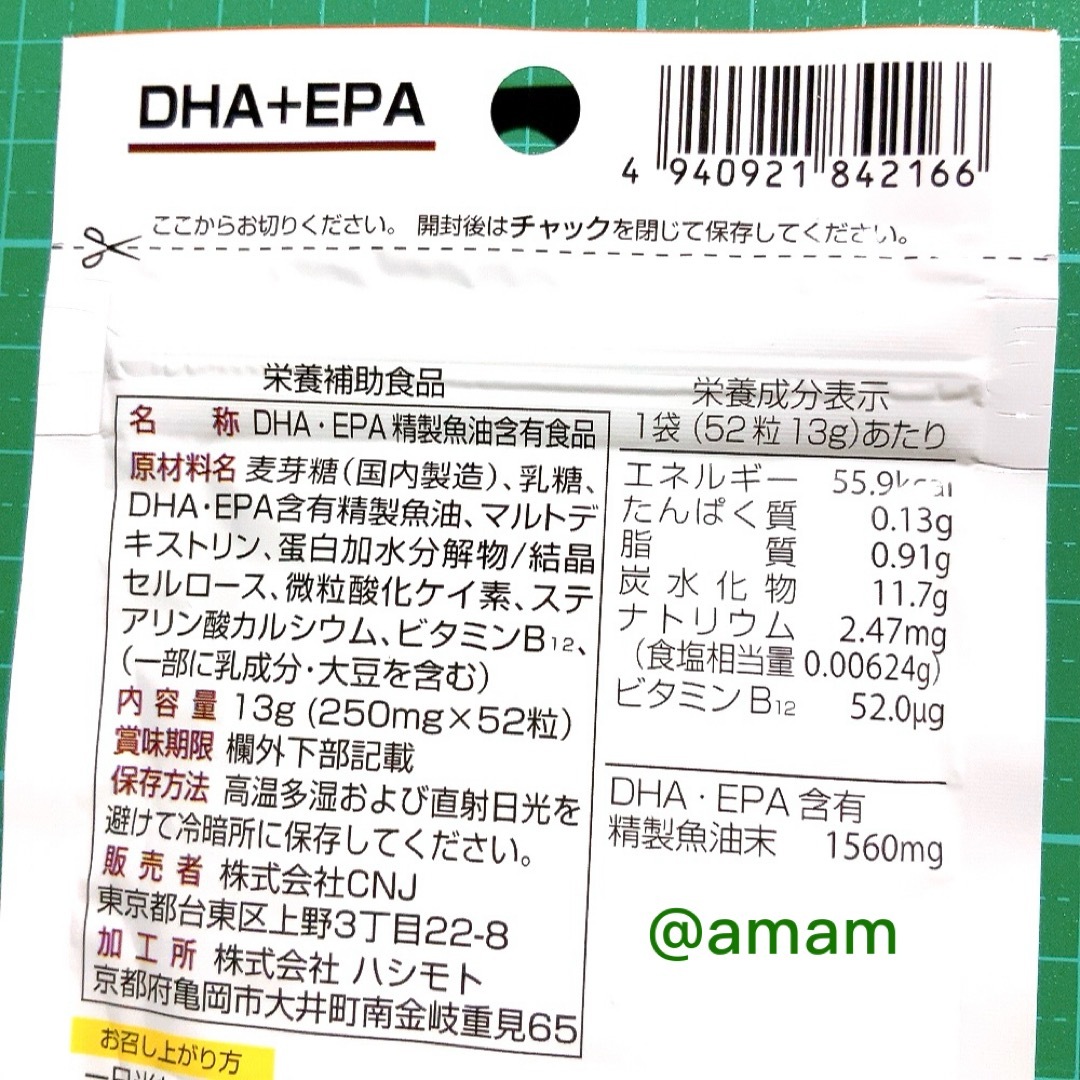 DHA+EPA
4 940921 842166
ここからお切りください。 開封後はチャックを閉じて保存してください。
栄養補助食品
名称 DHA・EPA精製魚油含有食品
原材料名 麦芽糖(国内製造)、乳糖、
DHA・EPA含有精製魚油、マルトデ
キストリン、蛋白加水分解物/結晶
セルロース、微粒酸化ケイ素、ステ
アリン酸カルシウム、ビタミンB12、
(一部に乳成分・大豆を含む)
内容量 13g (250mg×52粒)
賞味期限 欄外下部記載
保存方法 高温多湿および直射日光を
避けて冷暗所に保存してください。
販売者 株式会社CNJ
東京都台東区上野3丁目22-8
加工所 株式会社 ハシモト
京都府亀岡市大井町南金岐重見65
栄養成分表示
1袋 (52粒 13g)あたり
エネルギー 55.9kcal
たんぱく質 0.13g
脂質 0.91g
炭水化物 11.7g
ナトリウム 2.47mg
(食塩相当量 0.00624g)
ビタミンB12 52.0μg
DHA・EPA 含有
精製魚油末 1560mg
@amam
お召し上がり方